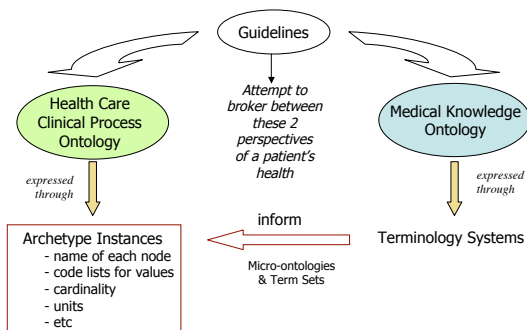 Guidelines
Attempt to
broker between
these 2
perspectives
of a patient's
health
Health Care
Clinical Process
Ontology
Medical Knowledge
Ontology
expressed
through
expressed
through
Archetype Instances
- name of each node
- code lists for values
- cardinality
- units
- etc
inform
Micro-ontologies
& Term Sets
Terminology Systems